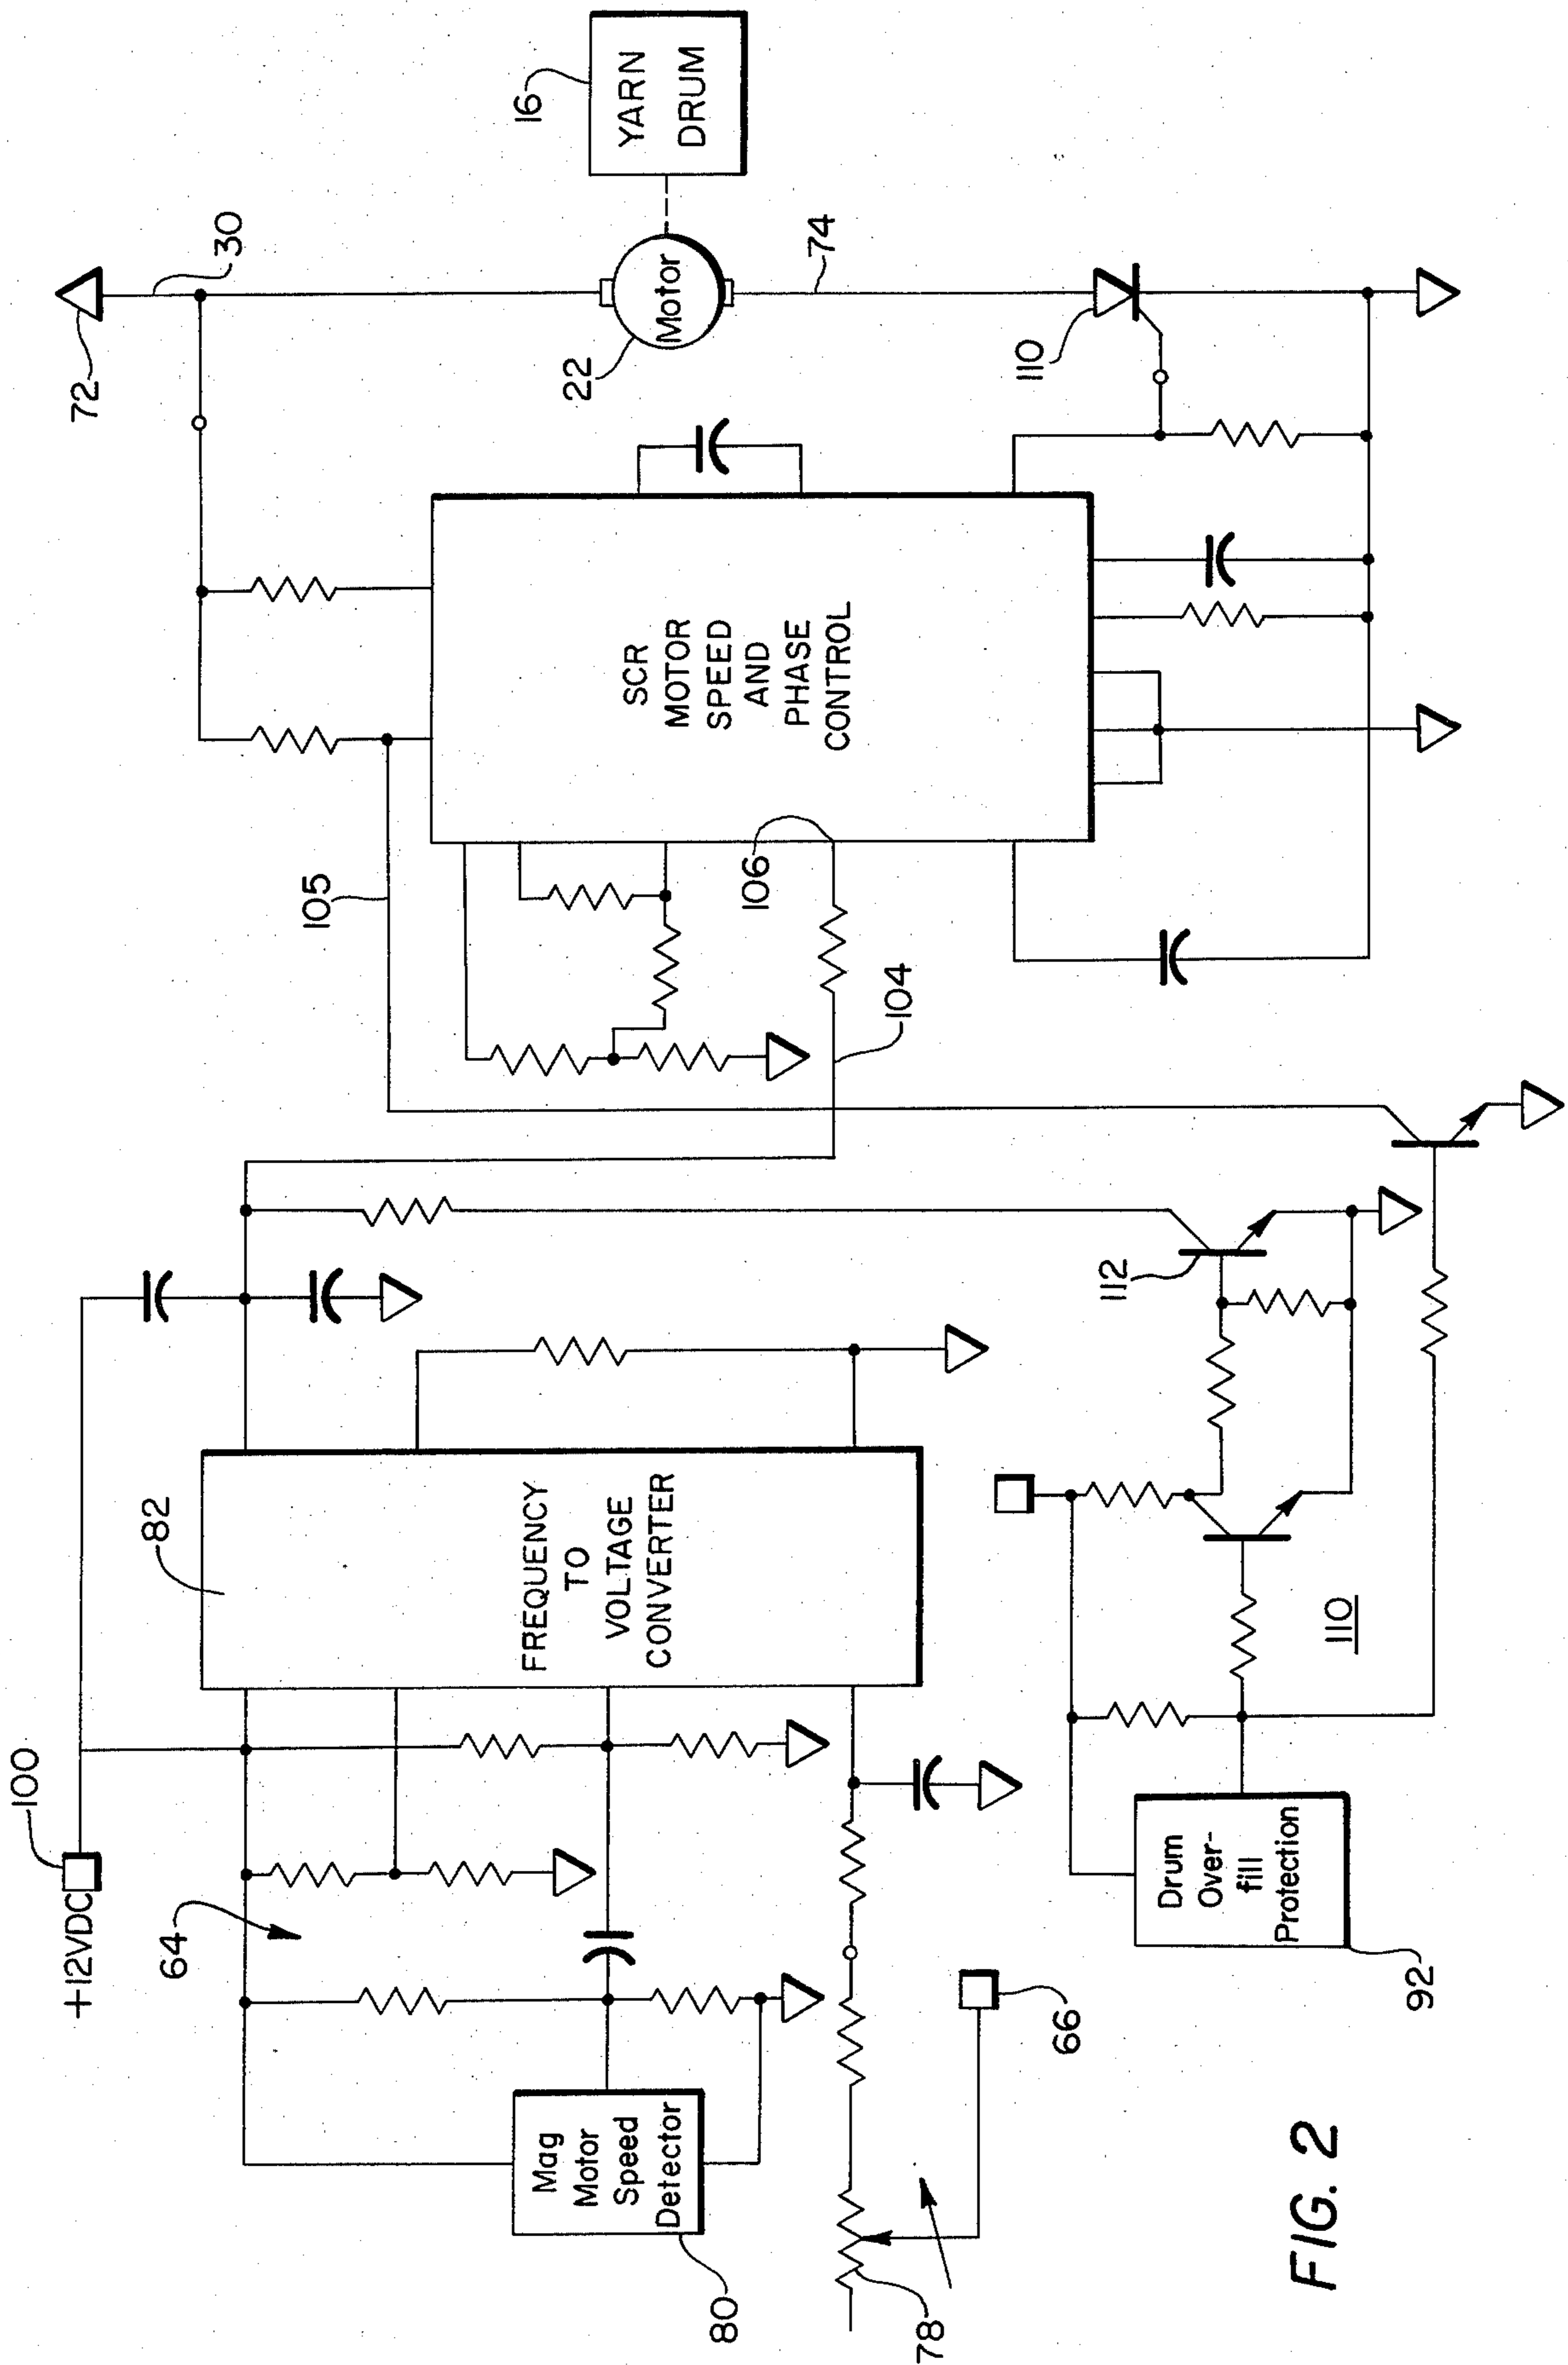 +12VDC
100
64
82
FREQUENCY
TO
VOLTAGE
CONVERTER
Mag
Motor
Speed
Detector
80
78
66
Drum
Over-
fill
Protection
92
110
112
104
105
106
SCR
MOTOR
SPEED
AND
PHASE
CONTROL
72
30
Motor
22
74
110
16
YARN
DRUM
FIG. 2